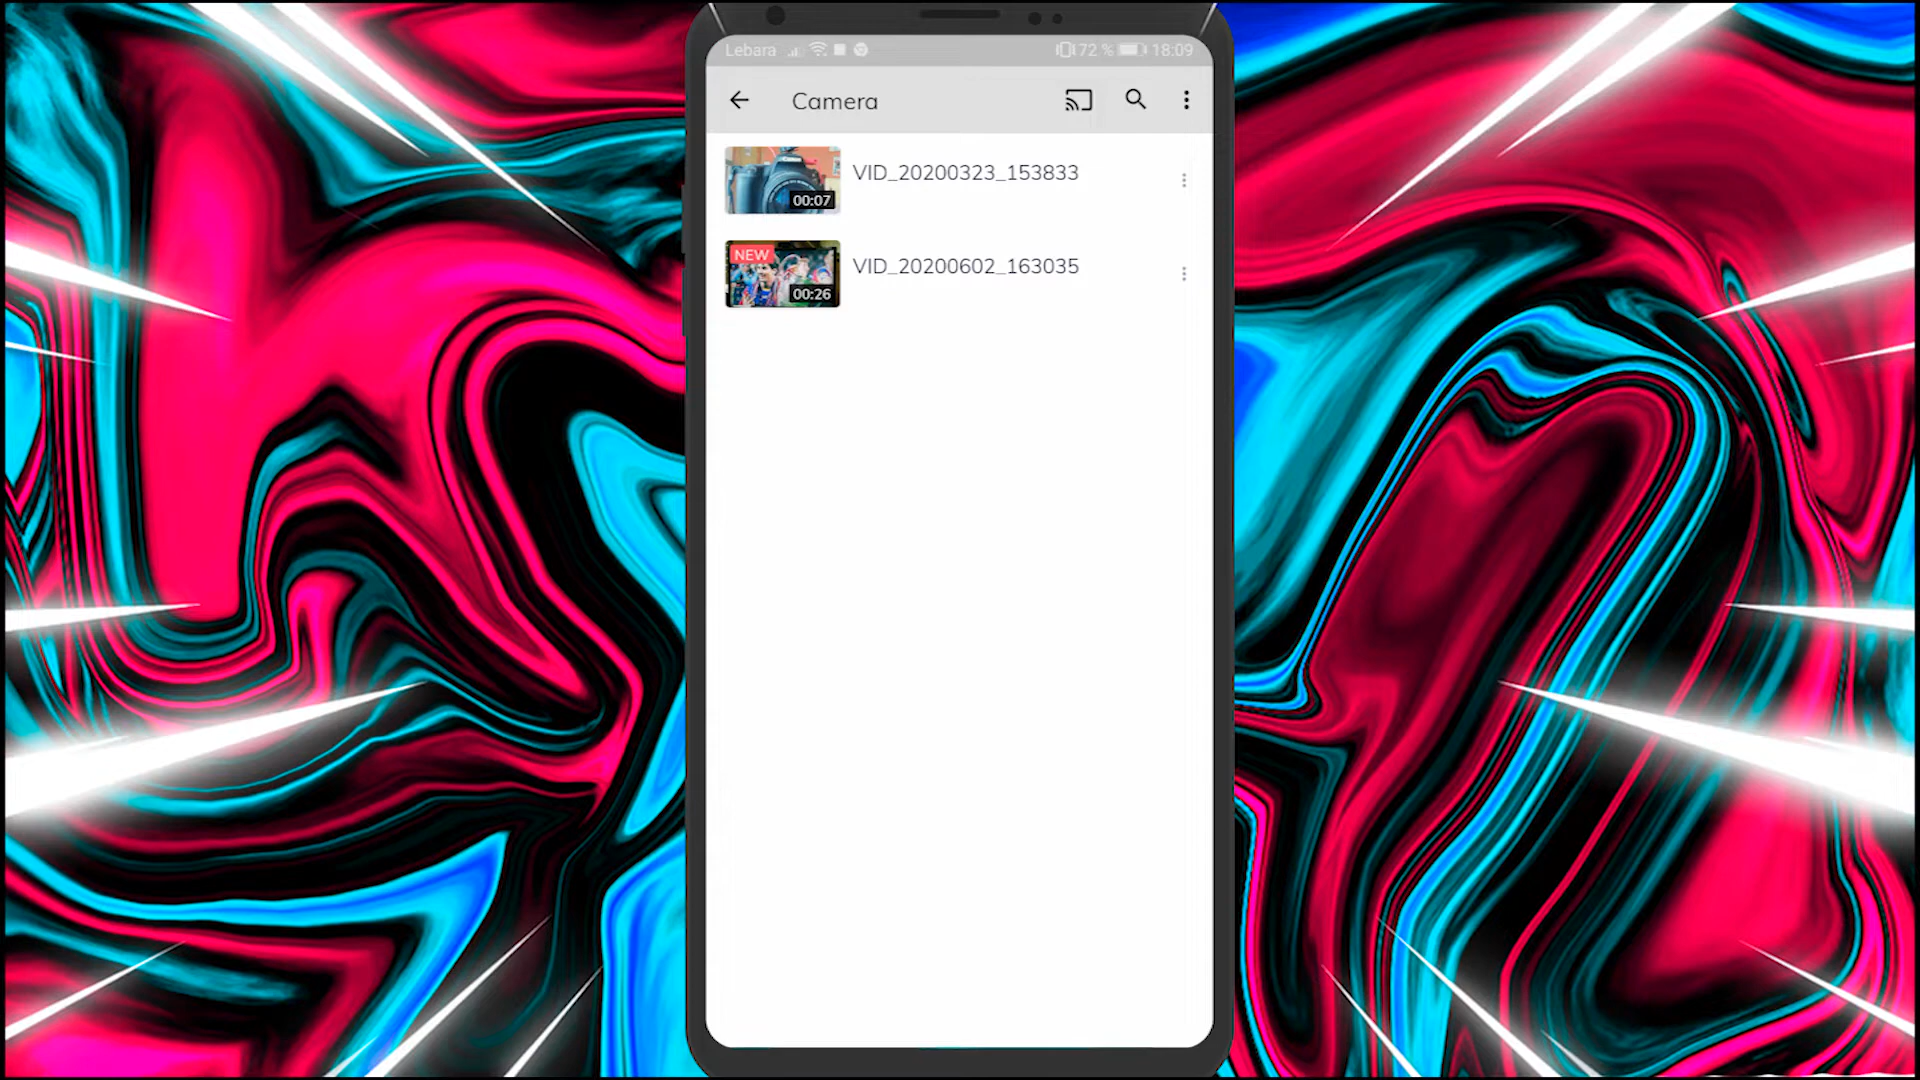 Lebara 72 % 18:09
Camera
VID_20200323_153833
00:07
NEW
VID_20200602_163035
00:26